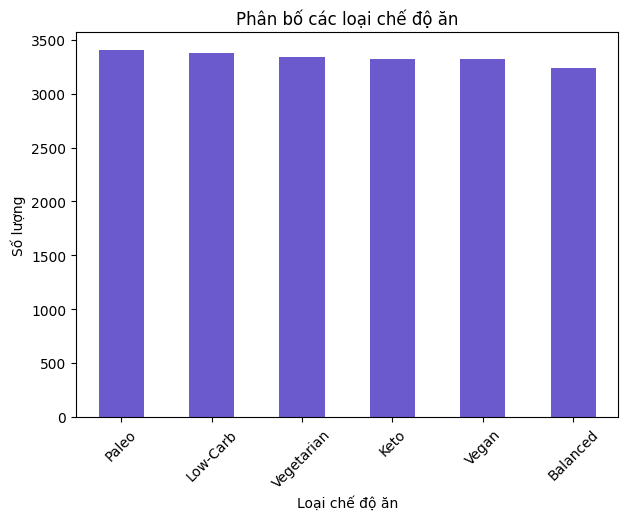 Phân bố các loại chế độ ăn
3500
3000
2500
2000
1500
1000
500
0
Số lượng
Paleo
Low-Carb
Vegetarian
Keto
Vegan
Balanced
Loại chế độ ăn